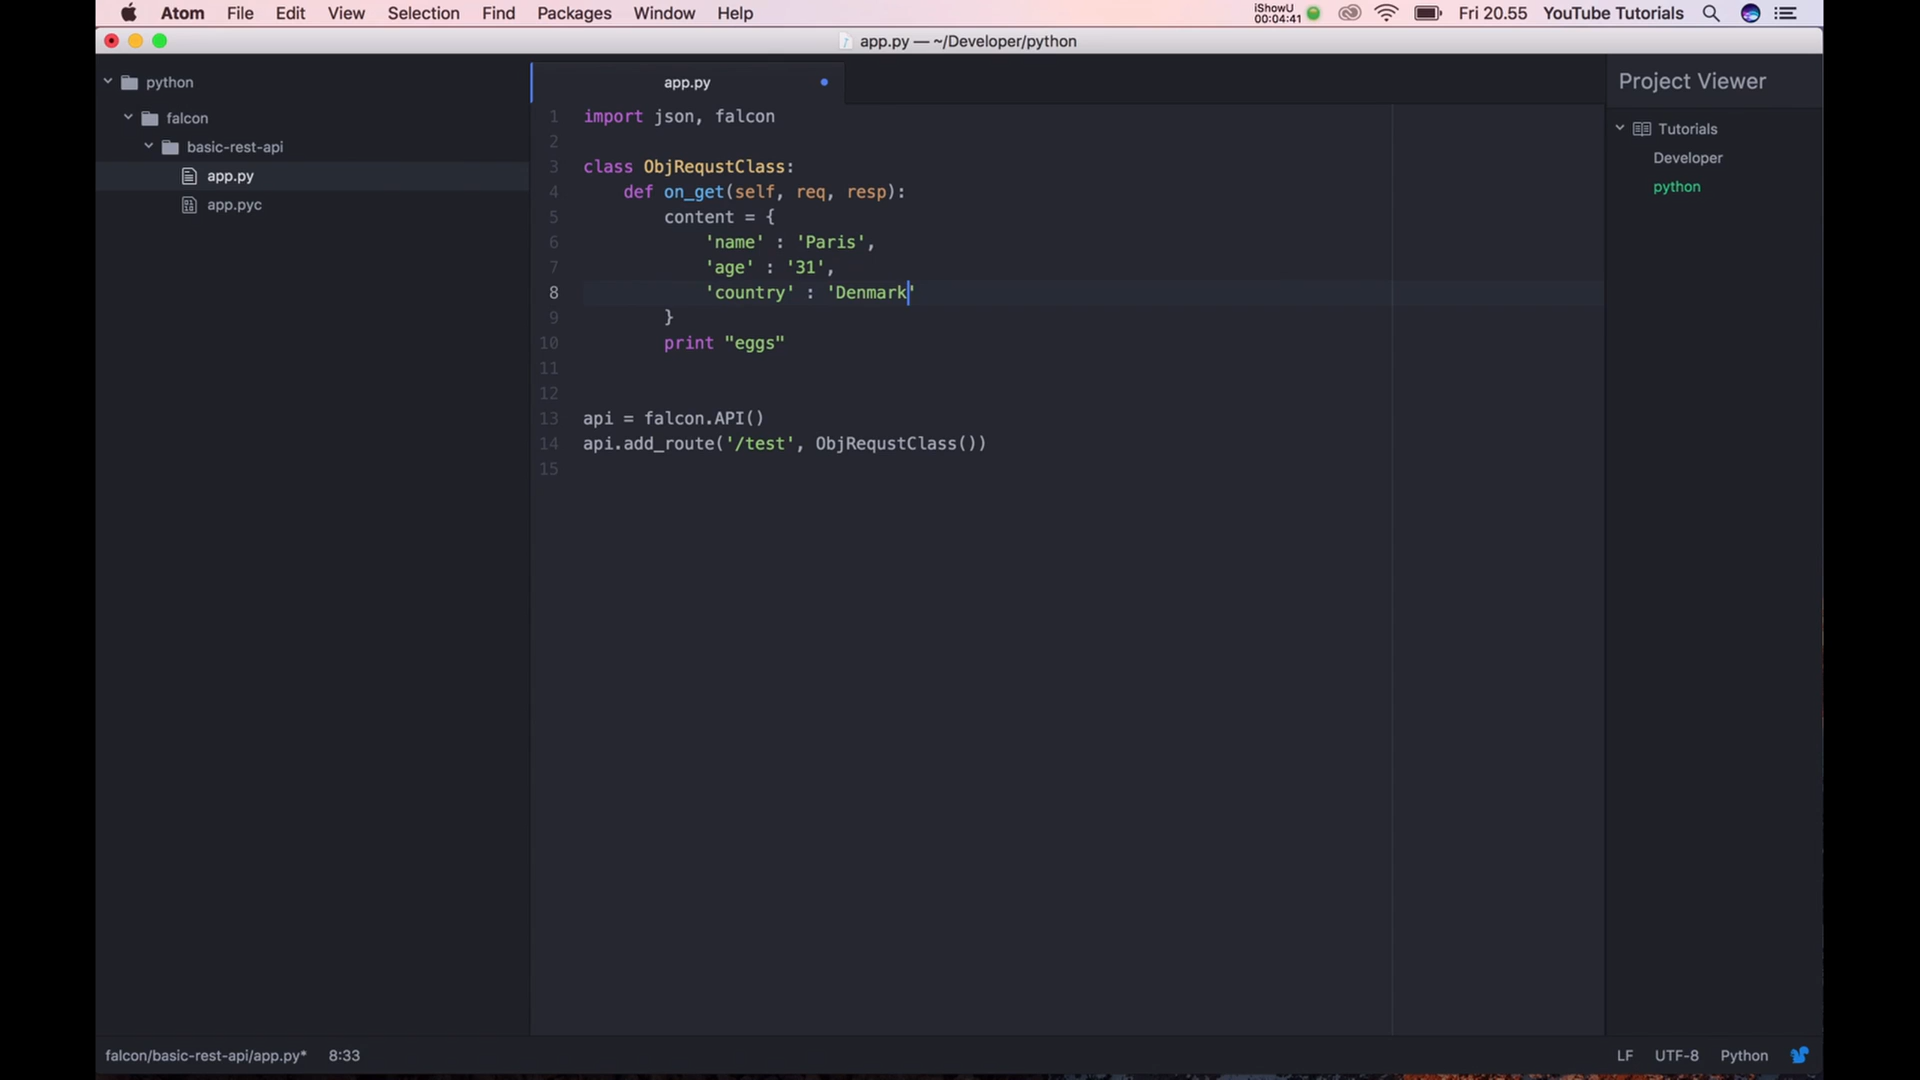 Atom File Edit View Selection Find Packages Window Help iShowU 00:04:41 Fri 20.55 YouTube Tutorials
app.py — ~/Developer/python
python
falcon
basic-rest-api
app.py
app.pyc
app.py
1 import json, falcon
2
3 class ObjRequstClass:
4     def on_get(self, req, resp):
5         content = {
6             'name' : 'Paris',
7             'age' : '31',
8             'country' : 'Denmark'
9         }
10         print "eggs"
11
12
13 api = falcon.API()
14 api.add_route('/test', ObjRequstClass())
15
Project Viewer
Tutorials
Developer
python
falcon/basic-rest-api/app.py* 8:33 LF UTF-8 Python